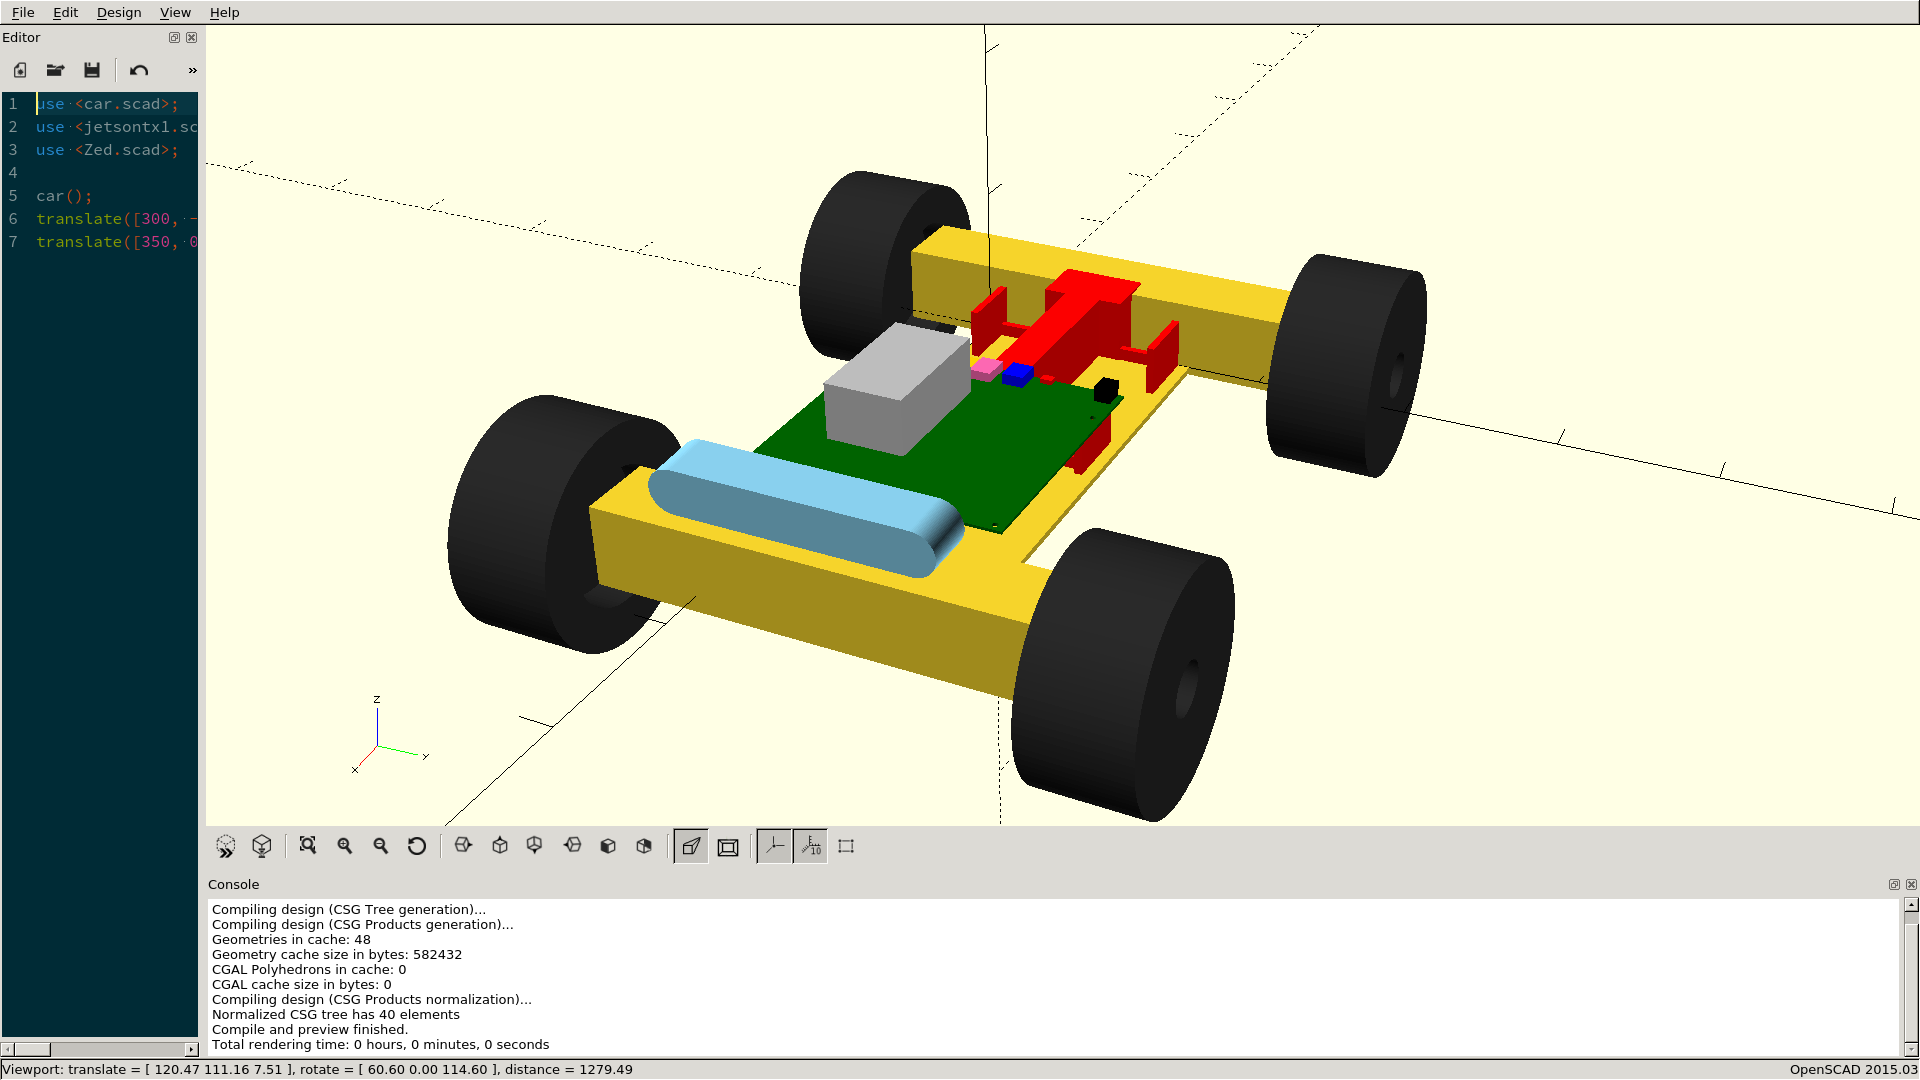 File Edit Design View Help
Editor
»
1 use <car.scad>;
2 use <jetsontx1.sc
3 use <Zed.scad>;
4
5 car();
6 translate([300, -
7 translate([350, 0
Z
Y
X
10
Console
Compiling design (CSG Tree generation)...
Compiling design (CSG Products generation)...
Geometries in cache: 48
Geometry cache size in bytes: 582432
CGAL Polyhedrons in cache: 0
CGAL cache size in bytes: 0
Compiling design (CSG Products normalization)...
Normalized CSG tree has 40 elements
Compile and preview finished.
Total rendering time: 0 hours, 0 minutes, 0 seconds
Viewport: translate = [ 120.47 111.16 7.51 ], rotate = [ 60.60 0.00 114.60 ], distance = 1279.49
OpenSCAD 2015.03